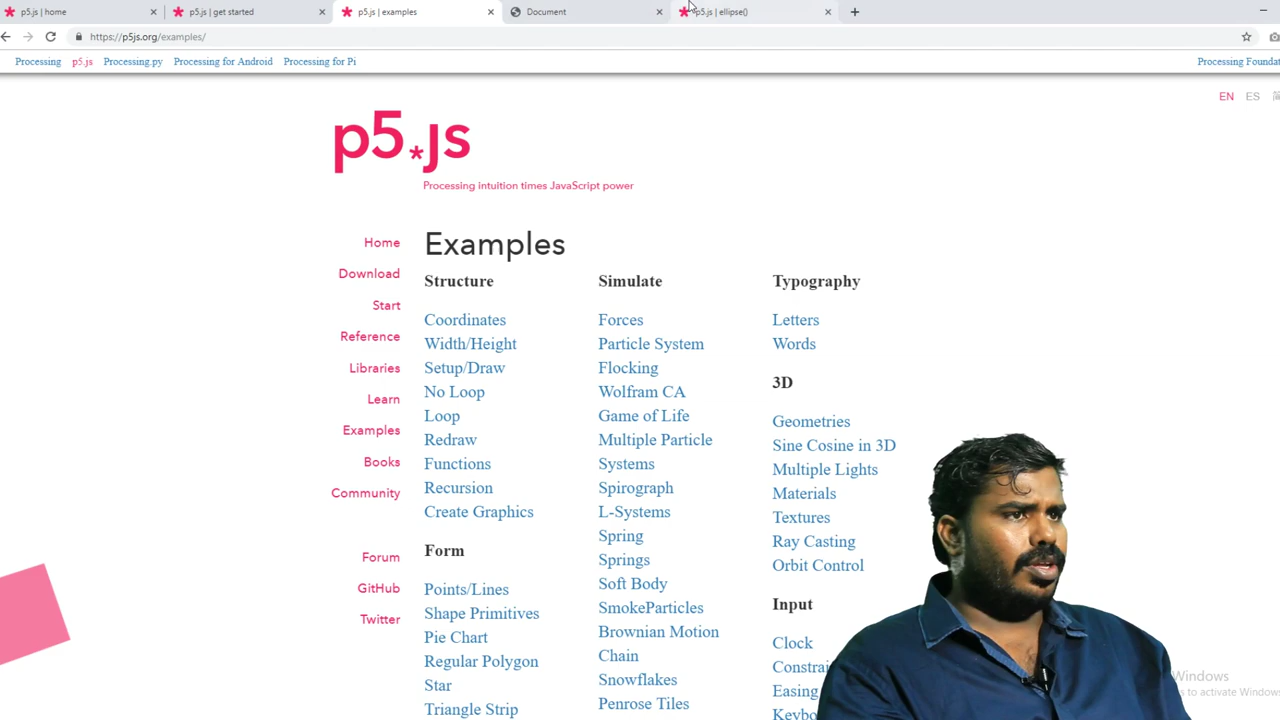 p5.js | home
p5.js | get started
p5.js | examples
Document
p5.js | ellipse()
https://p5js.org/examples/
Processing p5.js Processing.py Processing for Android Processing for Pi
EN ES 简
p5.js
Processing intuition times JavaScript power
Home
Download
Start
Reference
Libraries
Learn
Examples
Books
Community
Forum
GitHub
Twitter
Examples
Structure
Coordinates
Width/Height
Setup/Draw
No Loop
Loop
Redraw
Functions
Recursion
Create Graphics
Form
Points/Lines
Shape Primitives
Pie Chart
Regular Polygon
Star
Triangle Strip
Simulate
Forces
Particle System
Flocking
Wolfram CA
Game of Life
Multiple Particle
Systems
Spirograph
L-Systems
Spring
Springs
Soft Body
SmokeParticles
Brownian Motion
Chain
Snowflakes
Penrose Tiles
Typography
Letters
Words
3D
Geometries
Sine Cosine in 3D
Multiple Lights
Materials
Textures
Ray Casting
Orbit Control
Input
Clock
Easing
Windows
to activate Windows